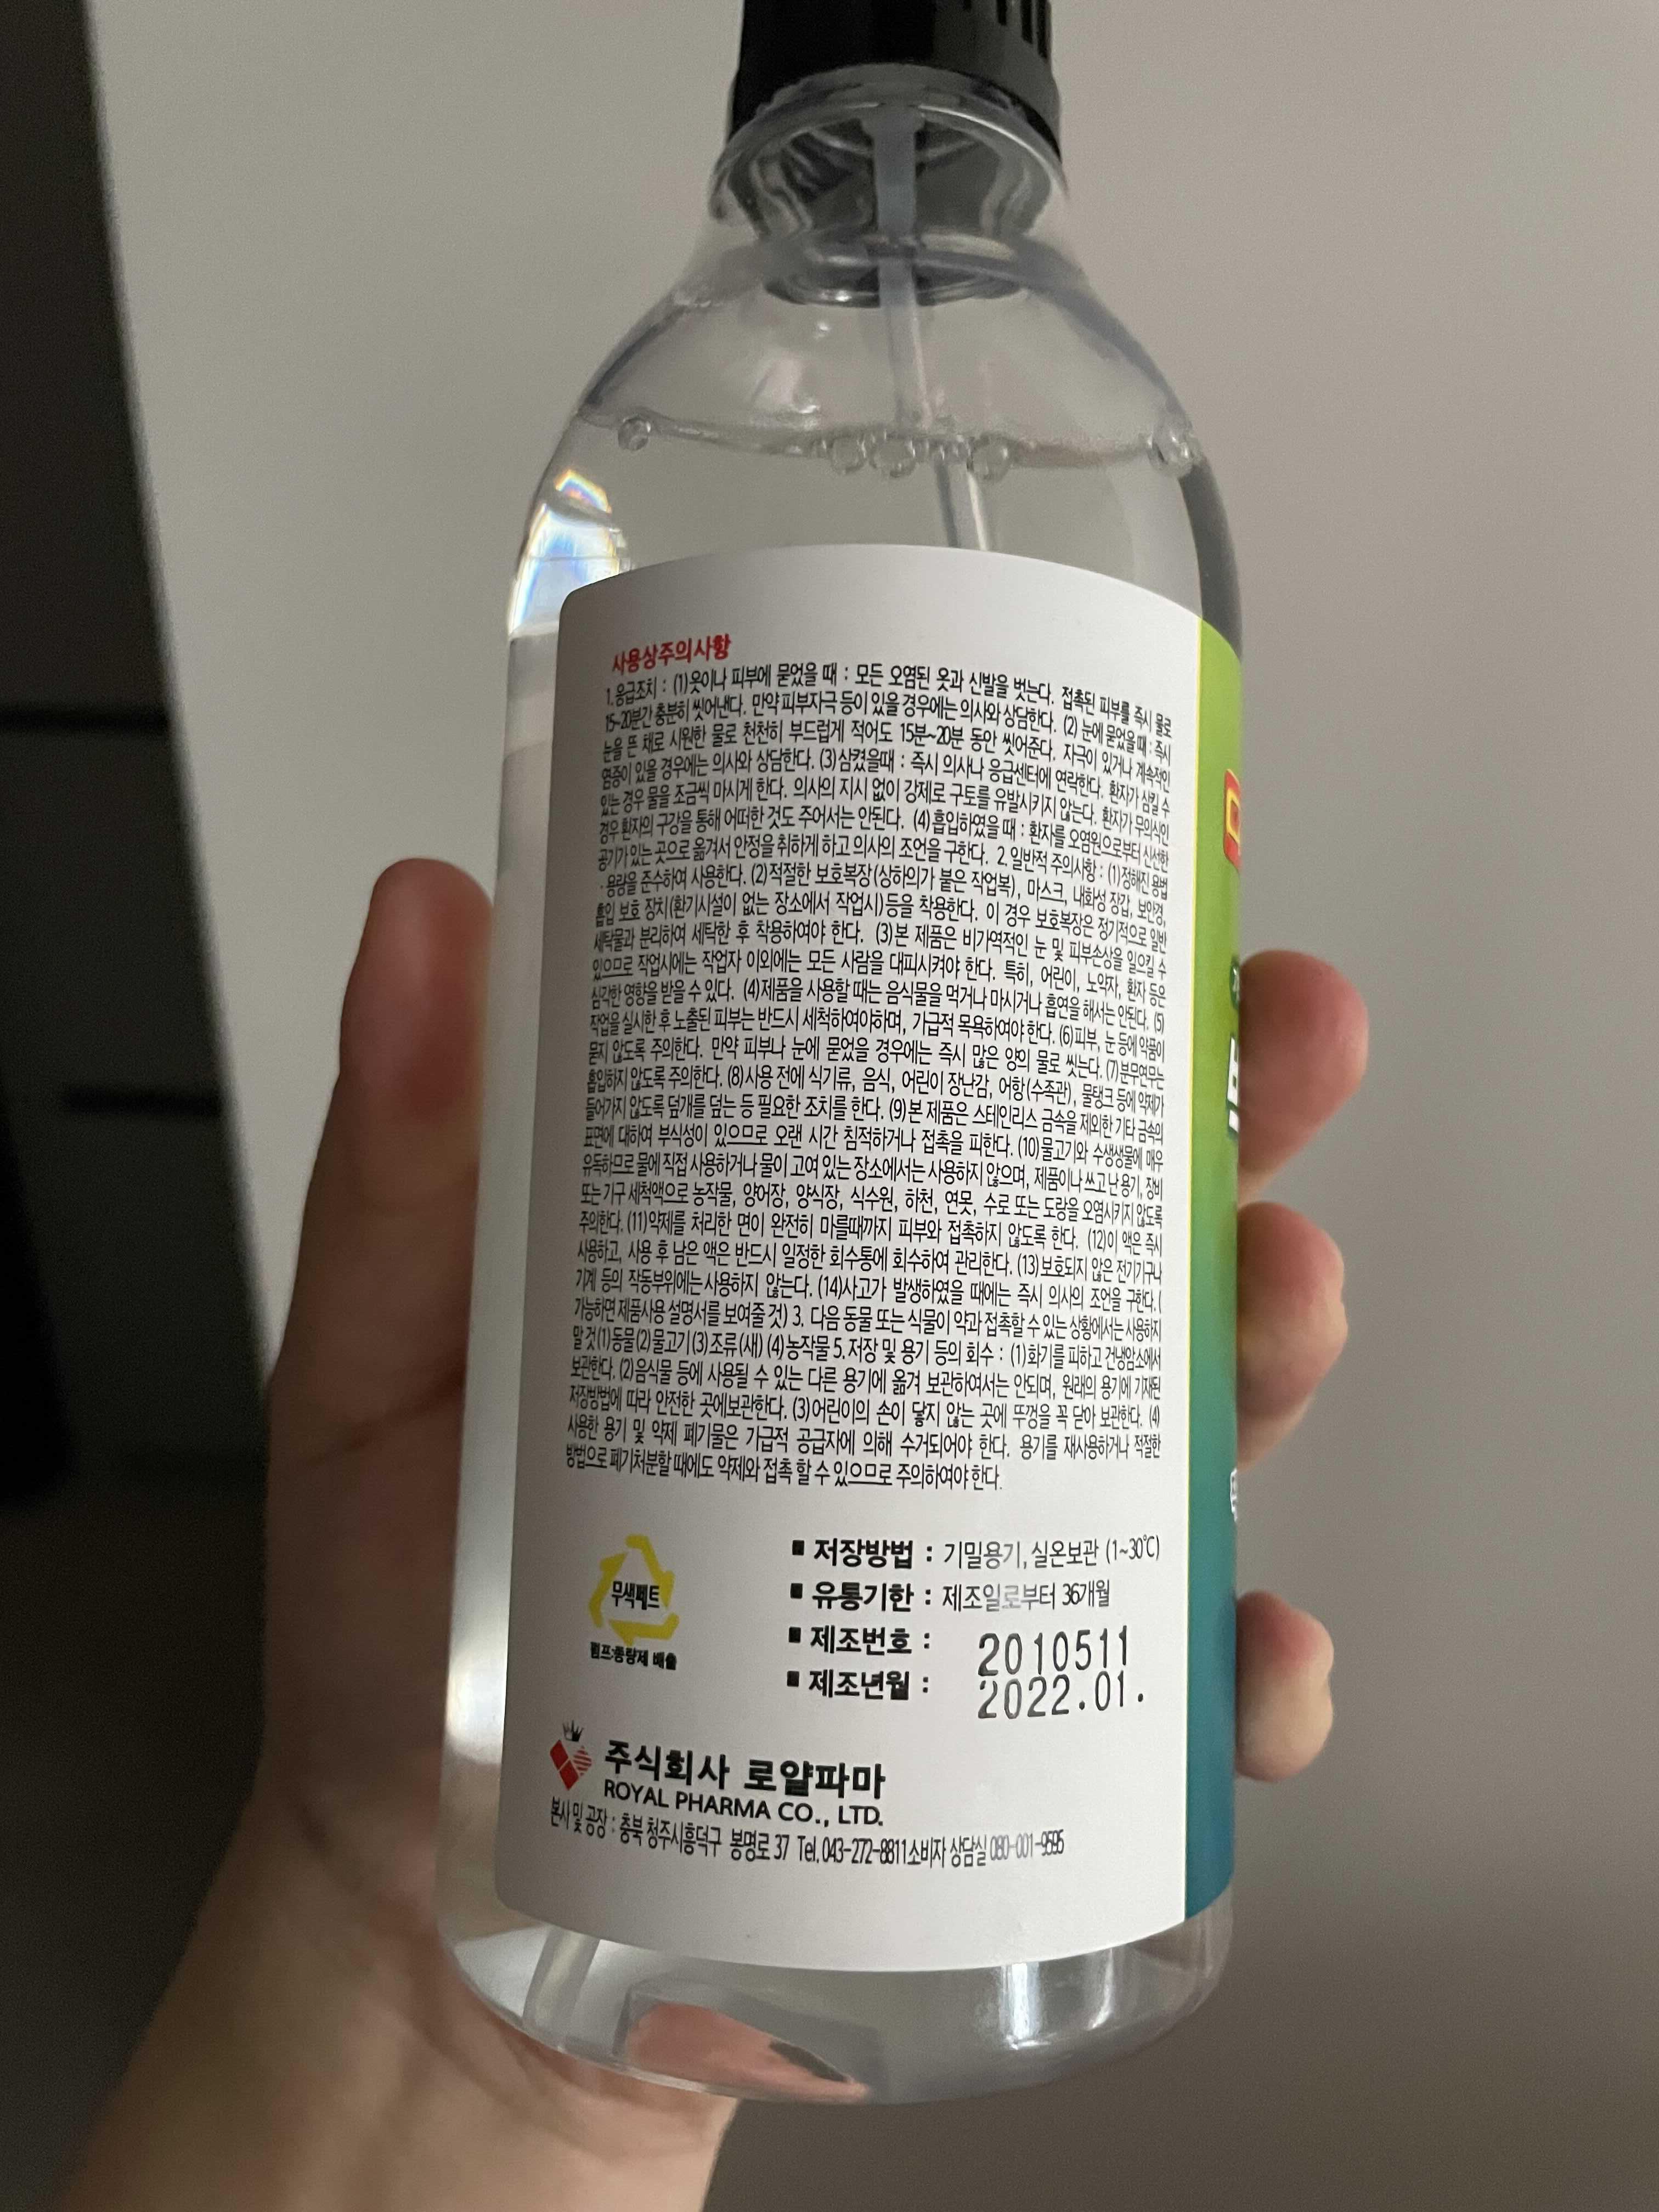 사용상주의사항
1. 응급조치 : (1)옷이나 피부에 묻었을 때 : 모든 오염된 옷과 신발을 벗는다. 접촉된 피부를 즉시 물로
15~20분간 충분히 씻어낸다. 만약 피부자극 등이 있을 경우에는 의사와 상담한다. (2) 눈에 묻었을 때 : 즉시
눈을 뜬 채로 시원한 물로 천천히 부드럽게 적어도 15분~20분 동안 씻어준다. 자극이 있거나 계속적인
염증이 있을 경우에는 의사와 상담한다. (3)삼켰을때 : 즉시 의사나 응급센터에 연락한다. 환자가 삼킬 수
있는 경우 물을 조금씩 마시게 한다. 의사의 지시 없이 강제로 구토를 유발시키지 않는다. 환자가 무의식인
경우 환자의 구강을 통해 어떠한 것도 주어서는 안된다. (4)흡입하였을 때 : 환자를 오염원으로부터 신선한
공기가 있는 곳으로 옮겨서 안정을 취하게 하고 의사의 조언을 구한다. 2. 일반적 주의사항 : (1)정해진 용법
·용량을 준수하여 사용한다. (2)적절한 보호복장(상하의가 붙은 작업복), 마스크, 내화성 장갑, 보안경,
흡입 보호 장치(환기시설이 없는 장소에서 작업시)등을 착용한다. 이 경우 보호복장은 정기적으로 일반
세탁물과 분리하여 세탁한 후 착용하여야 한다. (3)본 제품은 비가역적인 눈 및 피부손상을 일으킬 수
있으므로 작업시에는 작업자 이외에는 모든 사람을 대피시켜야 한다. 특히, 어린이, 노약자, 환자 등은
심각한 영향을 받을 수 있다. (4)제품을 사용할 때는 음식물을 먹거나 마시거나 흡연을 해서는 안된다. (5)
작업을 실시한 후 노출된 피부는 반드시 세척하여야하며, 가급적 목욕하여야 한다. (6)피부, 눈 등에 약품이
묻지 않도록 주의한다. 만약 피부나 눈에 묻었을 경우에는 즉시 많은 양의 물로 씻는다. (7)분무연무는
흡입하지 않도록 주의한다. (8)사용 전에 식기류, 음식, 어린이 장난감, 어항(수족관), 물탱크 등에 약제가
들어가지 않도록 덮개를 덮는 등 필요한 조치를 한다. (9)본 제품은 스테인리스 금속을 제외한 기타 금속의
표면에 대하여 부식성이 있으므로 오랜 시간 침적하거나 접촉을 피한다. (10)물고기와 수생생물에 매우
유독하므로 물에 직접 사용하거나 물이 고여 있는 장소에서는 사용하지 않으며, 제품이나 쓰고 난 용기, 장비
또는 기구 세척액으로 농작물, 양어장, 양식장, 식수원, 하천, 연못, 수로 또는 도랑을 오염시키지 않도록
주의한다. (11)약제를 처리한 면이 완전히 마를때까지 피부와 접촉하지 않도록 한다. (12)이 액은 즉시
사용하고, 사용 후 남은 액은 반드시 일정한 회수통에 회수하여 관리한다. (13)보호되지 않은 전기기구나
기계 등의 작동부위에는 사용하지 않는다. (14)사고가 발생하였을 때에는 즉시 의사의 조언을 구한다. (
가능하면 제품사용 설명서를 보여줄 것) 3. 다음 동물 또는 식물이 약과 접촉할 수 있는 상황에서는 사용하지
말 것 (1)동물 (2)물고기 (3)조류(새) (4)농작물 5. 저장 및 용기 등의 회수 : (1)화기를 피하고 건냉암소에서
보관한다. (2)음식물 등에 사용될 수 있는 다른 용기에 옮겨 보관하여서는 안되며, 원래의 용기에 기재된
저장방법에 따라 안전한 곳에보관한다. (3)어린이의 손이 닿지 않는 곳에 뚜껑을 꼭 닫아 보관한다. (4)
사용한 용기 및 약제 폐기물은 가급적 공급자에 의해 수거되어야 한다. 용기를 재사용하거나 적절한
방법으로 폐기처분할 때에도 약제와 접촉 할 수 있으므로 주의하여야 한다.
무색페트
펌프:종량제 배출
■ 저장방법 : 기밀용기, 실온보관 (1~30℃)
■ 유통기한 : 제조일로부터 36개월
■ 제조번호 : 2010511
■ 제조년월 : 2022.01.
주식회사 로얄파마
ROYAL PHARMA CO., LTD.
본사 및 공장 : 충북 청주시흥덕구 봉명로 37 Tel. 043-272-8811 소비자 상담실 080-001-9595